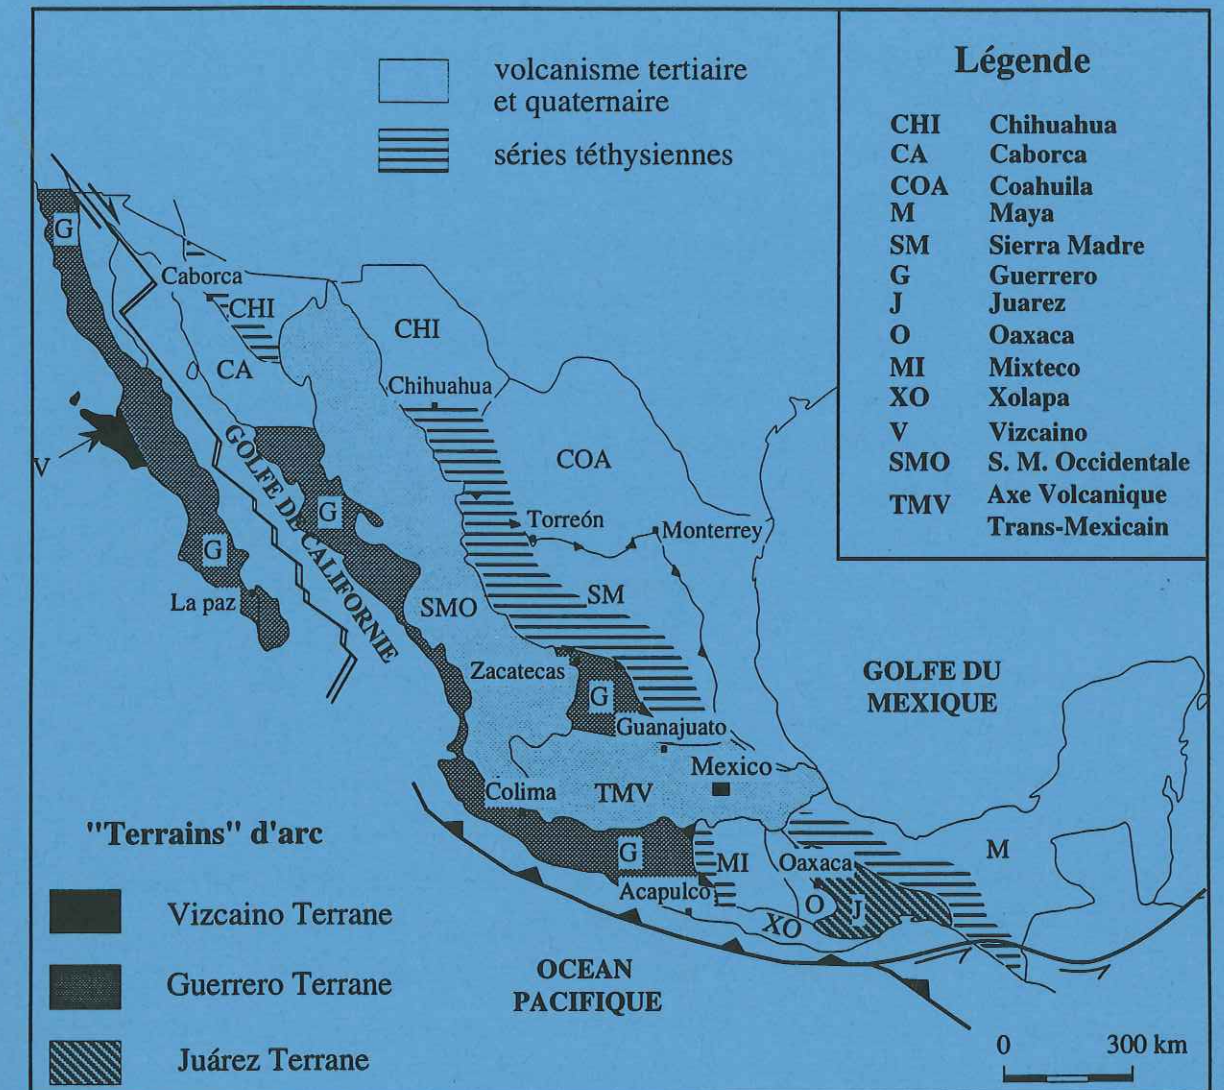 volcanisme tertiaire
et quaternaire
séries téthysiennes
Légende
CHI Chihuahua
CA Caborca
COA Coahuila
M Maya
SM Sierra Madre
G Guerrero
J Juarez
O Oaxaca
MI Mixteco
XO Xolapa
V Vizcaino
SMO S. M. Occidentale
TMV Axe Volcanique
Trans-Mexicain
G
Caborca
CHI
CHI
CA
Chihuahua
V
GOLFE DE CALIFORNIE
COA
G
Torreón
Monterrey
G
La paz
SMO
SM
Zacatecas
G
GOLFE DU
MEXIQUE
Guanajuato
Mexico
Colima
TMV
G
MI
Oaxaca
M
Acapulco
O
J
XO
OCEAN
PACIFIQUE
"Terrains" d'arc
Vizcaino Terrane
Guerrero Terrane
Juárez Terrane
0 300 km